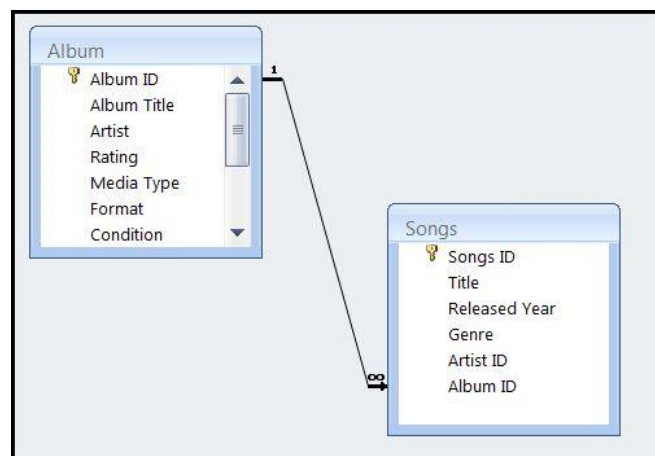 Album
Album ID
Album Title
Artist
Rating
Media Type
Format
Condition
1
∞
Songs
Songs ID
Title
Released Year
Genre
Artist ID
Album ID